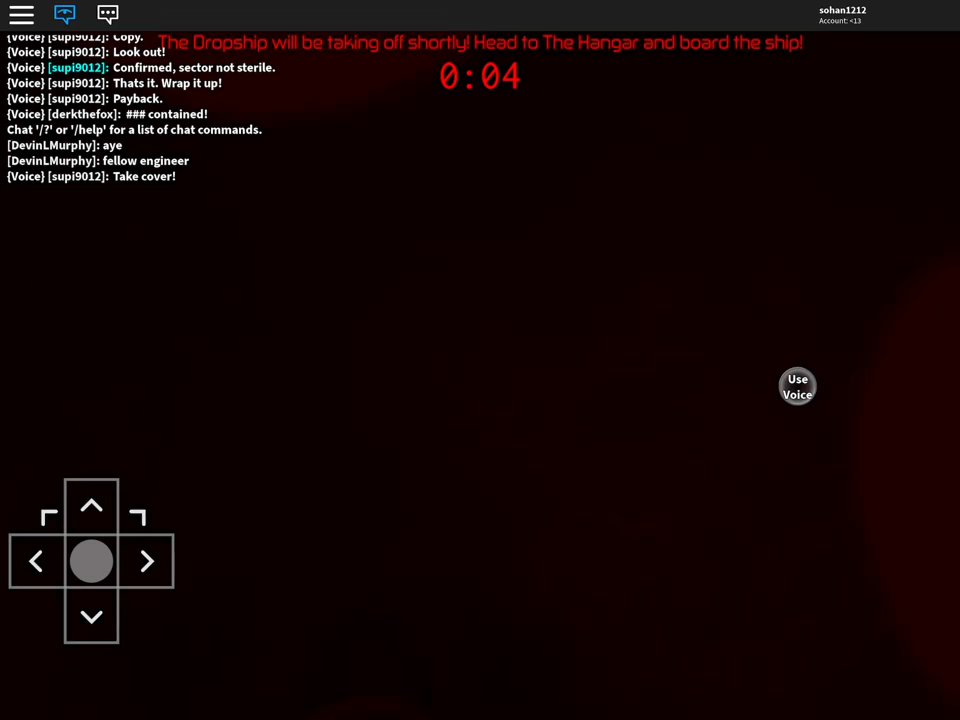 sohan1212
Account: <13
{Voice} [supi9012]: Copy.
The Dropship will be taking off shortly! Head to The Hangar and board the ship!
{Voice} [supi9012]: Look out!
{Voice} [supi9012]: Confirmed, sector not sterile.
0:04
{Voice} [supi9012]: Thats it. Wrap it up!
{Voice} [supi9012]: Payback.
{Voice} [derkthefox]: ### contained!
Chat '/?' or '/help' for a list of chat commands.
[DevinLMurphy]: aye
[DevinLMurphy]: fellow engineer
{Voice} [supi9012]: Take cover!
Use
Voice